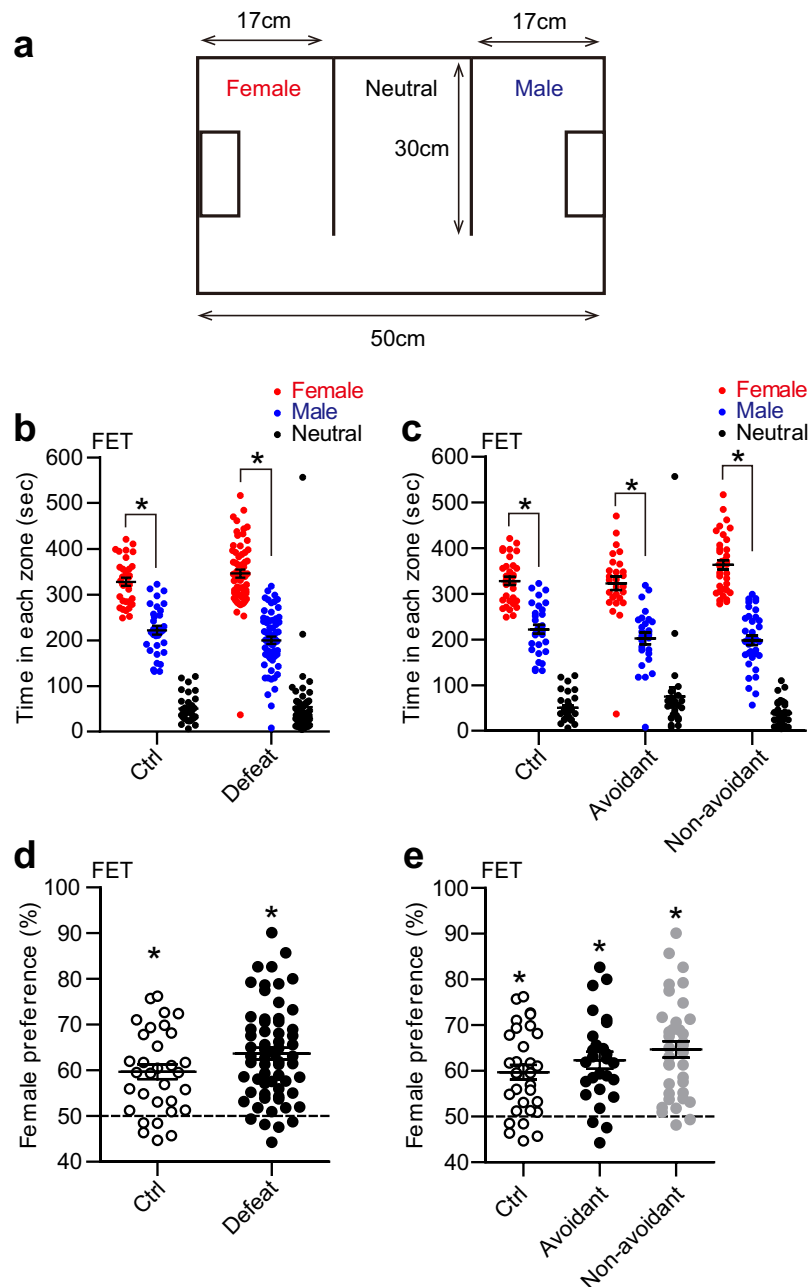 a
17cm
17cm
Female
Neutral
Male
30cm
50cm
b
FET
Female
Male
Neutral
Time in each zone (sec)
600
500
400
300
200
100
0
*
*
Ctrl
Defeat
c
FET
Female
Male
Neutral
Time in each zone (sec)
600
500
400
300
200
100
0
*
*
*
Ctrl
Avoidant
Non-avoidant
d
FET
Female preference (%)
100
90
80
70
60
50
40
*
*
Ctrl
Defeat
e
FET
Female preference (%)
100
90
80
70
60
50
40
*
*
*
Ctrl
Avoidant
Non-avoidant